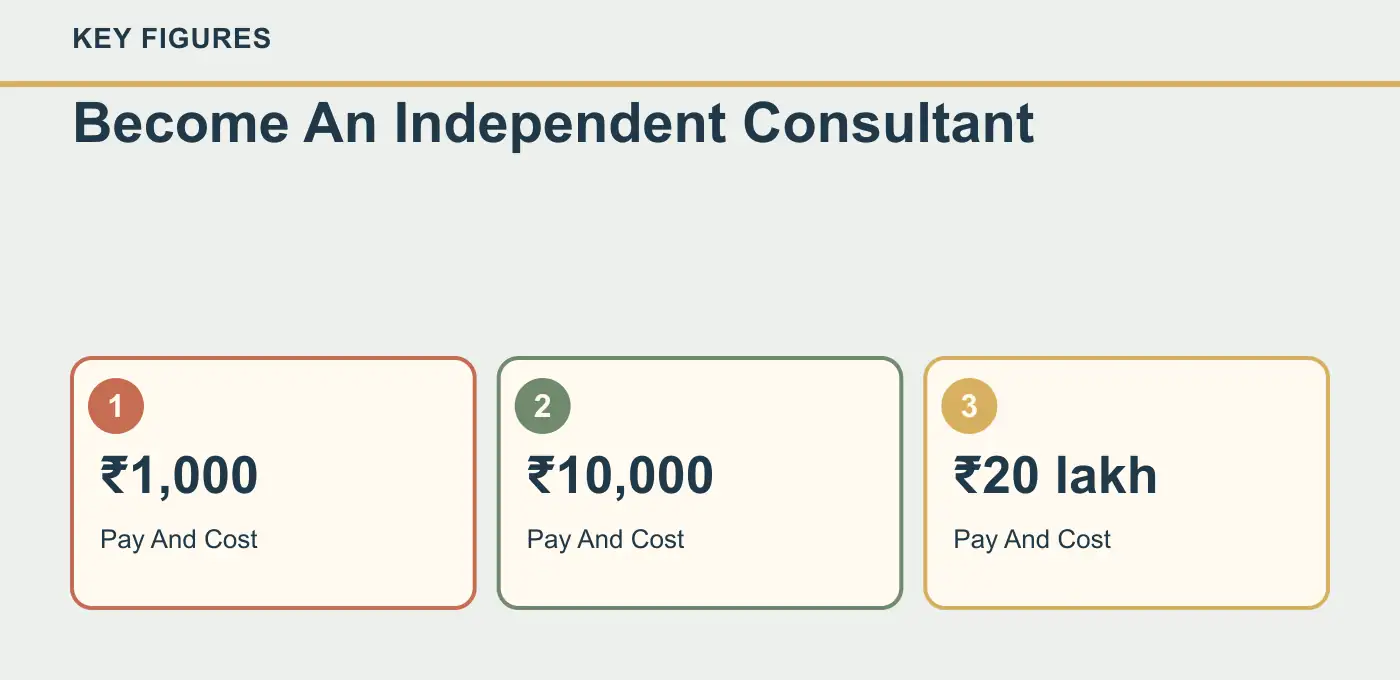 KEY FIGURES
Become An Independent Consultant
1
₹1,000
Pay And Cost
2
₹10,000
Pay And Cost
3
₹20 lakh
Pay And Cost